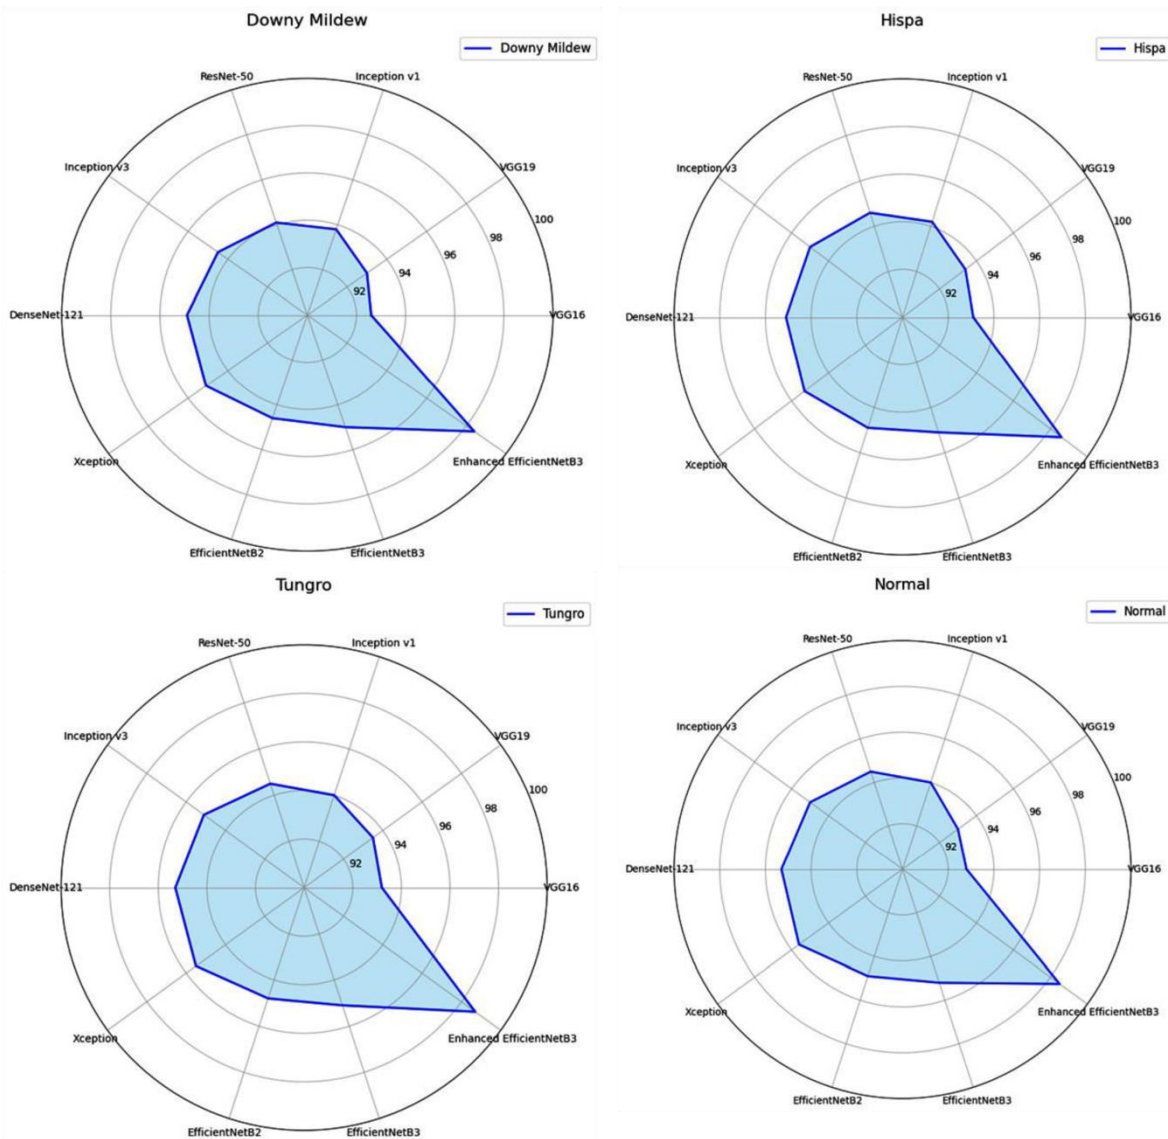 Downy Mildew
Downy Mildew
ResNet-50
Inception v1
Inception v3
VGG19
100
98
96
94
92
DenseNet-121
VGG16
Xception
Enhanced EfficientNetB3
EfficientNetB2
EfficientNetB3
Hispa
Hispa
ResNet-50
Inception v1
Inception v3
VGG19
100
98
96
94
92
DenseNet-121
VGG16
Xception
Enhanced EfficientNetB3
EfficientNetB2
EfficientNetB3
Tungro
Tungro
ResNet-50
Inception v1
Inception v3
VGG19
100
98
96
94
92
DenseNet-121
VGG16
Xception
Enhanced EfficientNetB3
EfficientNetB2
EfficientNetB3
Normal
Normal
ResNet-50
Inception v1
Inception v3
VGG19
100
98
96
94
92
DenseNet-121
VGG16
Xception
Enhanced EfficientNetB3
EfficientNetB2
EfficientNetB3